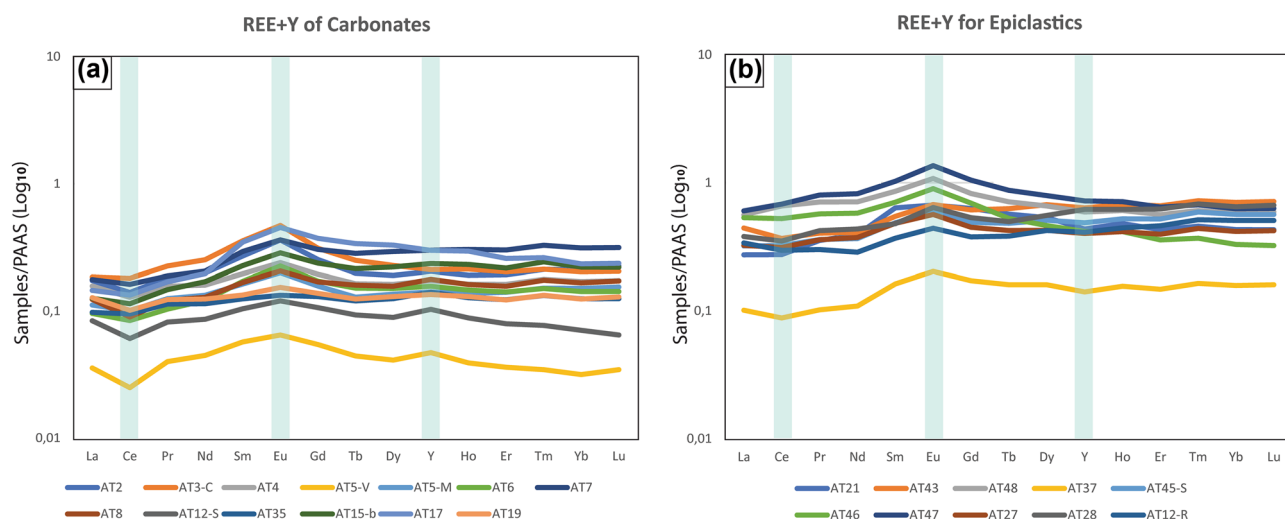 REE+Y of Carbonates
(a)
Samples/PAAS (Log10)
10
1
0,1
0,01
La Ce Pr Nd Sm Eu Gd Tb Dy Y Ho Er Tm Yb Lu
AT2 AT3-C AT4 AT5-V AT5-M AT6 AT7
AT8 AT12-S AT35 AT15-b AT17 AT19
REE+Y for Epiclastics
(b)
Samples/PAAS (Log10)
10
1
0,1
0,01
La Ce Pr Nd Sm Eu Gd Tb Dy Y Ho Er Tm Yb Lu
AT21 AT43 AT48 AT37 AT45-S
AT46 AT47 AT27 AT28 AT12-R